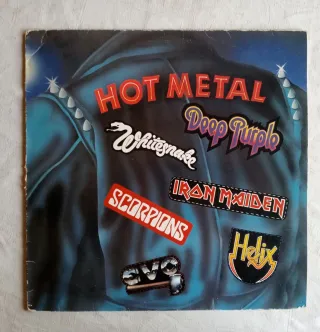 HOT METAL
Deep Purple
Whitesnake
IRON MAIDEN
SCORPIONS
Helix